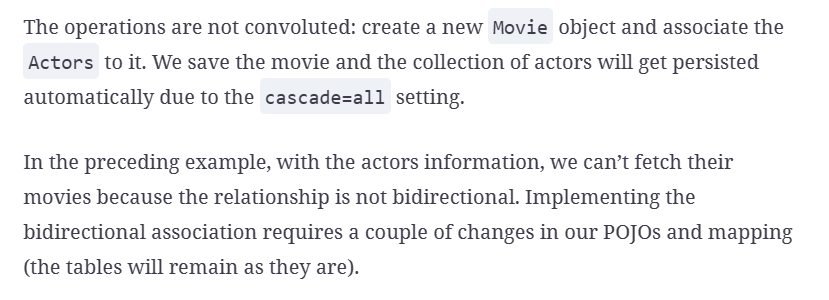 The operations are not convoluted: create a new Movie object and associate the
Actors to it. We save the movie and the collection of actors will get persisted
automatically due to the cascade=all setting.
In the preceding example, with the actors information, we can’t fetch their
movies because the relationship is not bidirectional. Implementing the
bidirectional association requires a couple of changes in our POJOs and mapping
(the tables will remain as they are).